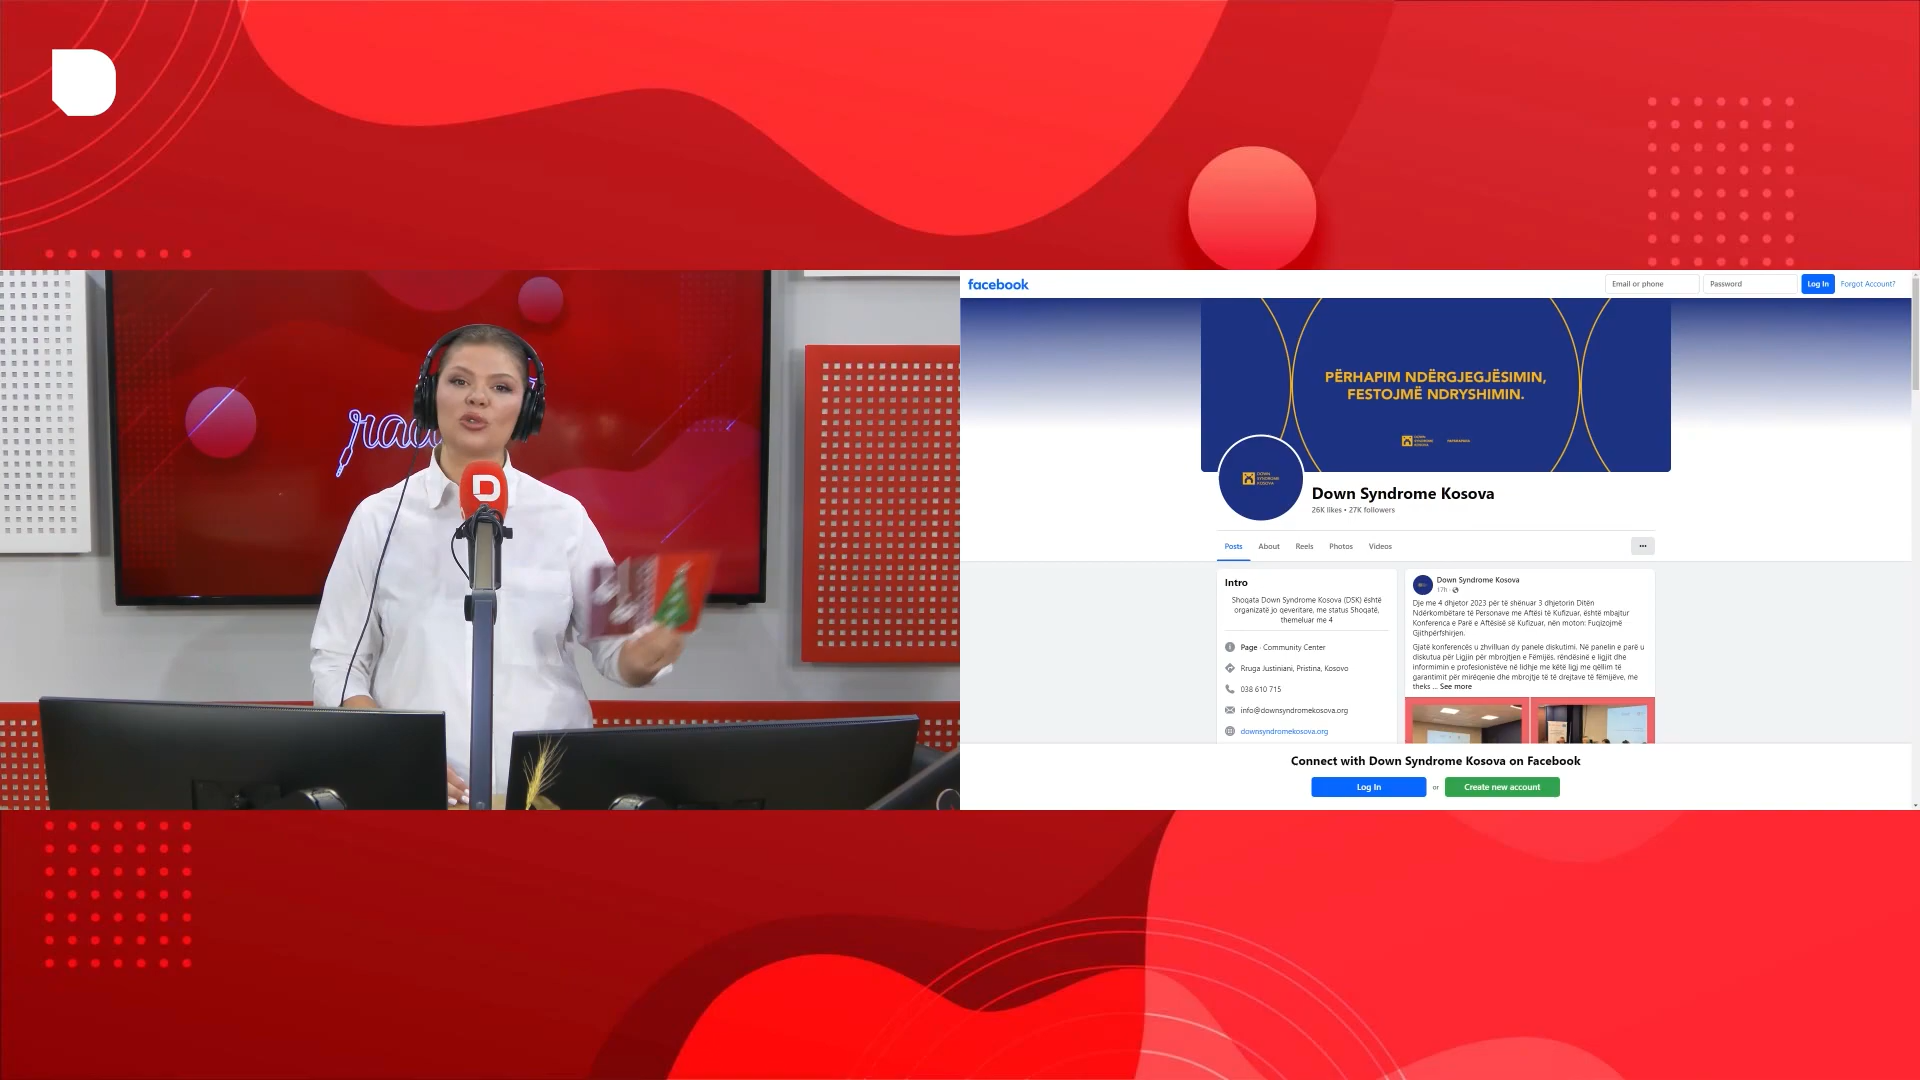 D
facebook
Email or phone
Password
Log In
Forgot Account?
PËRHAPIM NDËRGJEGJËSIMIN,
FESTOJMË NDRYSHIMIN.
DOWN
SYNDROME
KOSOVA
DOWN
SYNDROME
KOSOVA
Down Syndrome Kosova
26K likes • 27K followers
Posts
About
Reels
Photos
Videos
Intro
Shoqata Down Syndrome Kosova (DSK) është
organizatë jo qeveritare, me status Shoqatë,
themeluar me 4
Page · Community Center
Rruga Justiniani, Pristina, Kosovo
038 610 715
info@downsyndromekosova.org
downsyndromekosova.org
Down Syndrome Kosova
17h
Dje me 4 dhjetor 2023 për të shënuar 3 dhjetorin Ditën
Ndërkombëtare të Personave me Aftësi të Kufizuar, është mbajtur
Konferenca e Parë e Aftësisë së Kufizuar, nën moton: Fuqizojmë
Gjithpërfshirjen.
Gjatë konferencës u zhvilluan dy panele diskutimi. Në panelin e parë u
diskutua për Ligjin për mbrojtjen e Fëmijës, rëndësinë e ligjit dhe
informimin e profesionistëve në lidhje me këtë ligj me qëllim të
garantimit për mirëqenie dhe mbrojtje të të drejtave të fëmijëve, me
theks ... See more
Connect with Down Syndrome Kosova on Facebook
Log In
or
Create new account